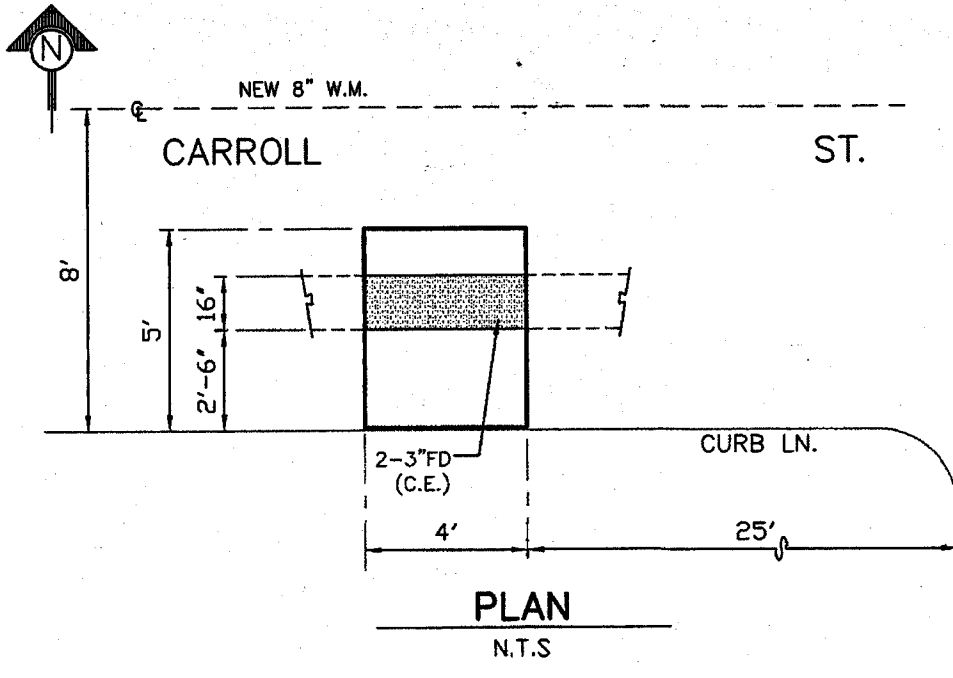 N
NEW 8" W.M.
℄
CARROLL ST.
8'
5'
16"
2'-6"
2-3"FD
(C.E.)
CURB LN.
4'
25'
PLAN
N.T.S